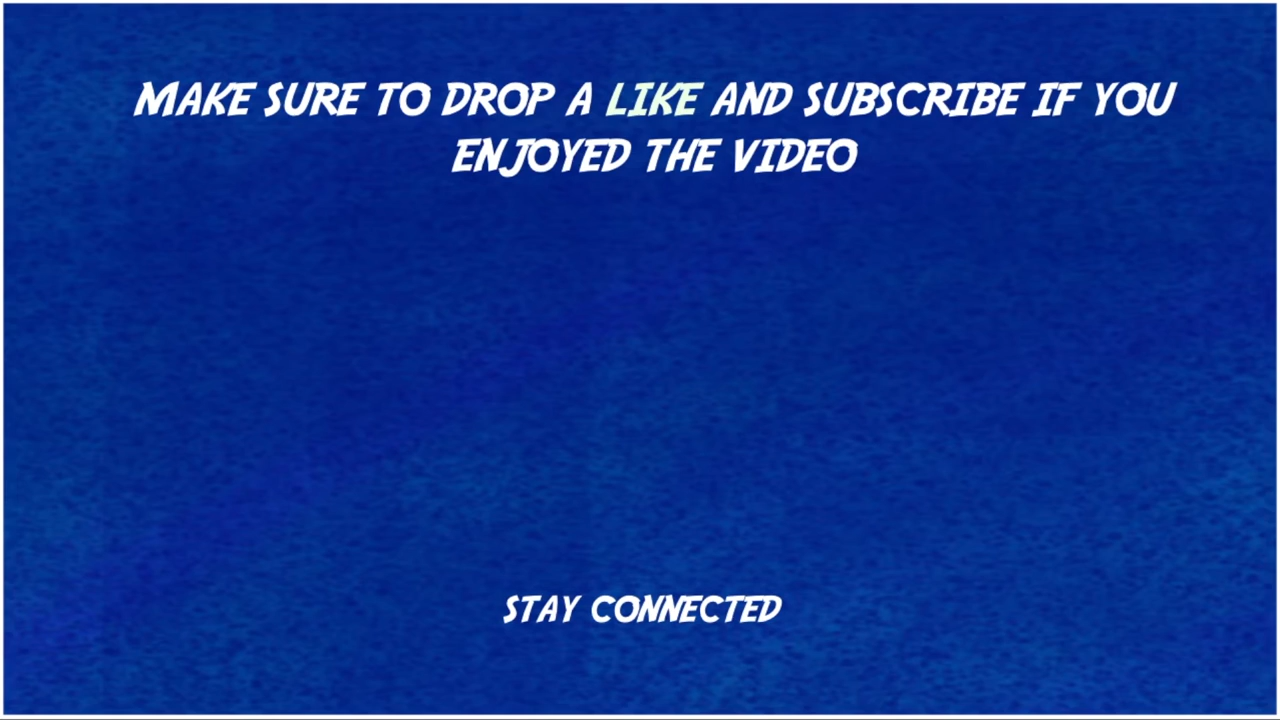 MAKE SURE TO DROP A LIKE AND SUBSCRIBE IF YOU
ENJOYED THE VIDEO
STAY CONNECTED